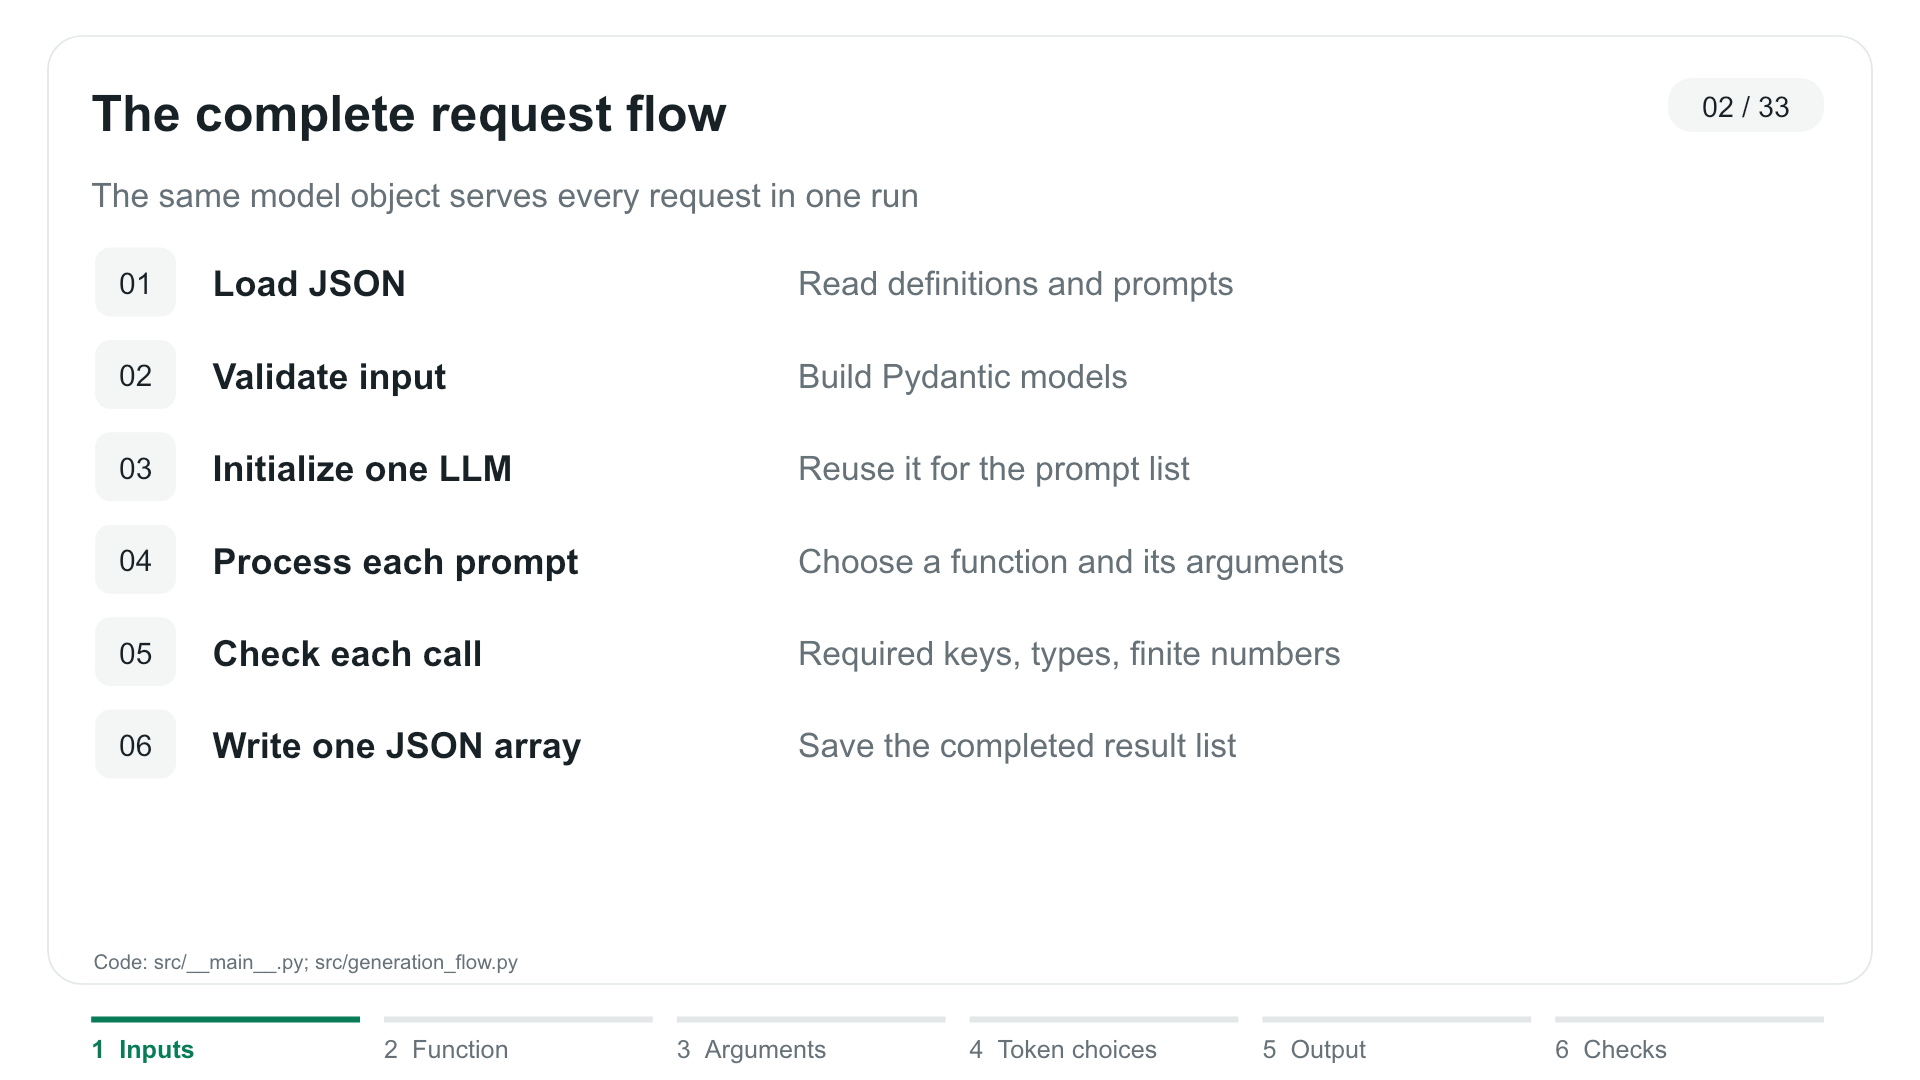 The complete request flow
02 / 33
The same model object serves every request in one run
01 Load JSON Read definitions and prompts
02 Validate input Build Pydantic models
03 Initialize one LLM Reuse it for the prompt list
04 Process each prompt Choose a function and its arguments
05 Check each call Required keys, types, finite numbers
06 Write one JSON array Save the completed result list
Code: src/__main__.py; src/generation_flow.py
1 Inputs 2 Function 3 Arguments 4 Token choices 5 Output 6 Checks